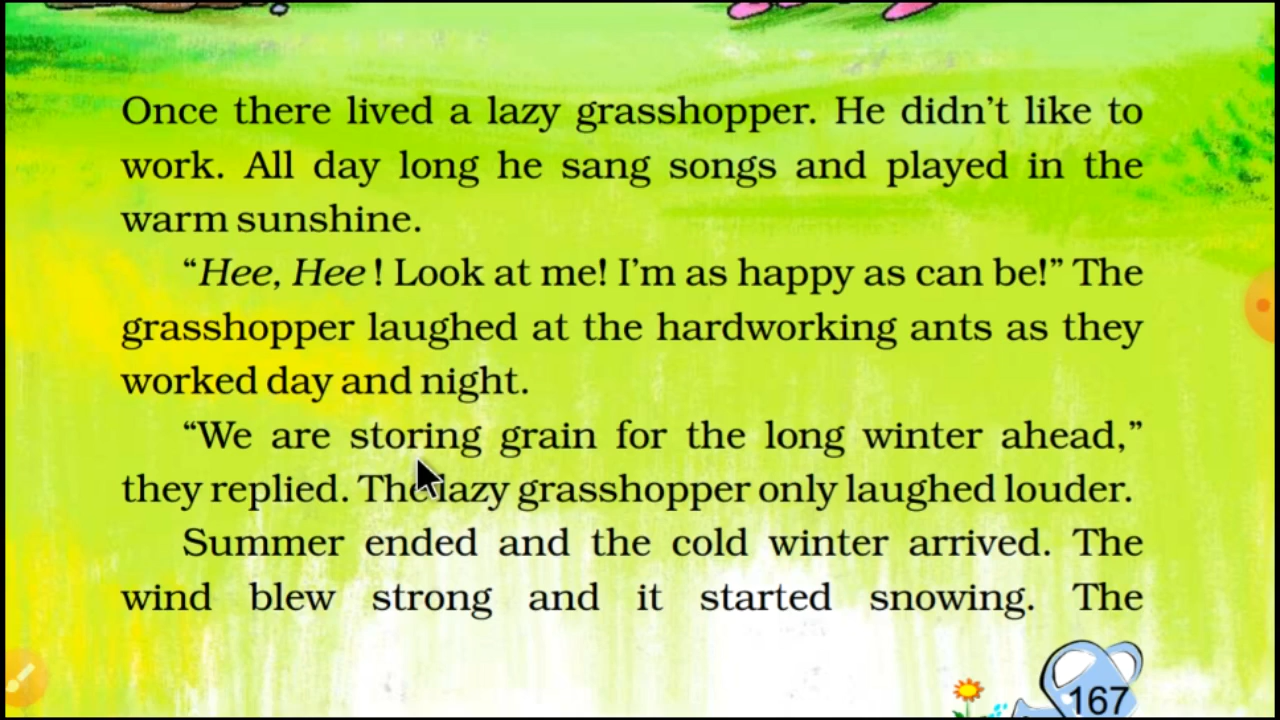 Once there lived a lazy grasshopper. He didn’t like to
work. All day long he sang songs and played in the
warm sunshine.
“Hee, Hee ! Look at me! I’m as happy as can be!” The
grasshopper laughed at the hardworking ants as they
worked day and night.
“We are storing grain for the long winter ahead,”
they replied. The lazy grasshopper only laughed louder.
Summer ended and the cold winter arrived. The
wind blew strong and it started snowing. The
167